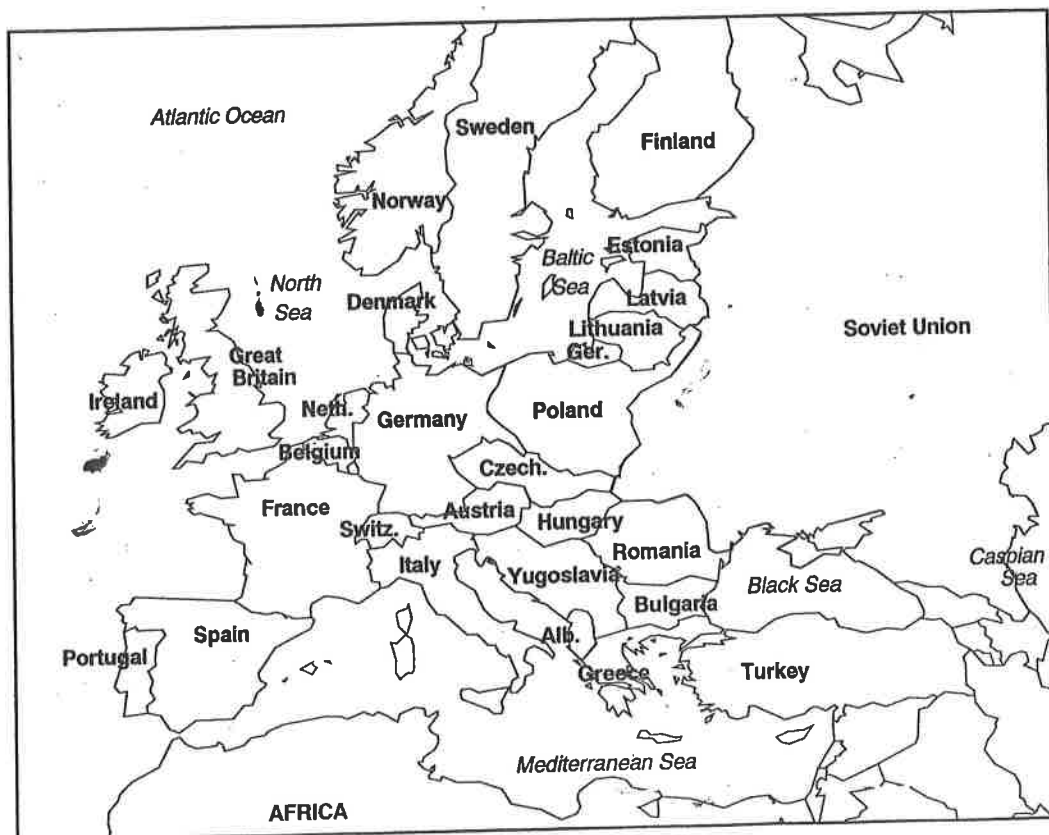 Atlantic Ocean
Sweden
Finland
Norway
Estonia
Baltic
Sea
North
Sea
Denmark
Latvia
Lithuania
Ger.
Soviet Union
Great
Britain
Ireland
Neth.
Germany
Poland
Belgium
Czech.
France
Austria
Switz.
Hungary
Romania
Italy
Yugoslavia
Caspian
Sea
Black Sea
Bulgaria
Spain
Alb.
Portugal
Greece
Turkey
Mediterranean Sea
AFRICA